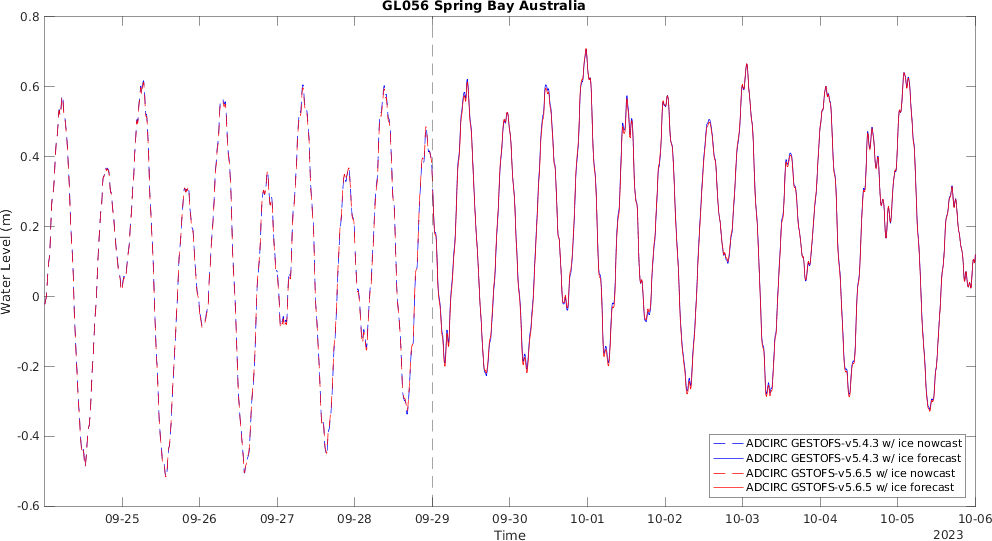 GL056 Spring Bay Australia
0.8
0.6
0.4
0.2
0
-0.2
-0.4
-0.6
Water Level (m)
ADCIRC GESTOFS-v5.4.3 w/ ice nowcast
ADCIRC GESTOFS-v5.4.3 w/ ice forecast
ADCIRC GSTOFS-v5.6.5 w/ ice nowcast
ADCIRC GSTOFS-v5.6.5 w/ ice forecast
09-25 09-26 09-27 09-28 09-29 09-30 10-01 10-02 10-03 10-04 10-05 10-06
Time
2023